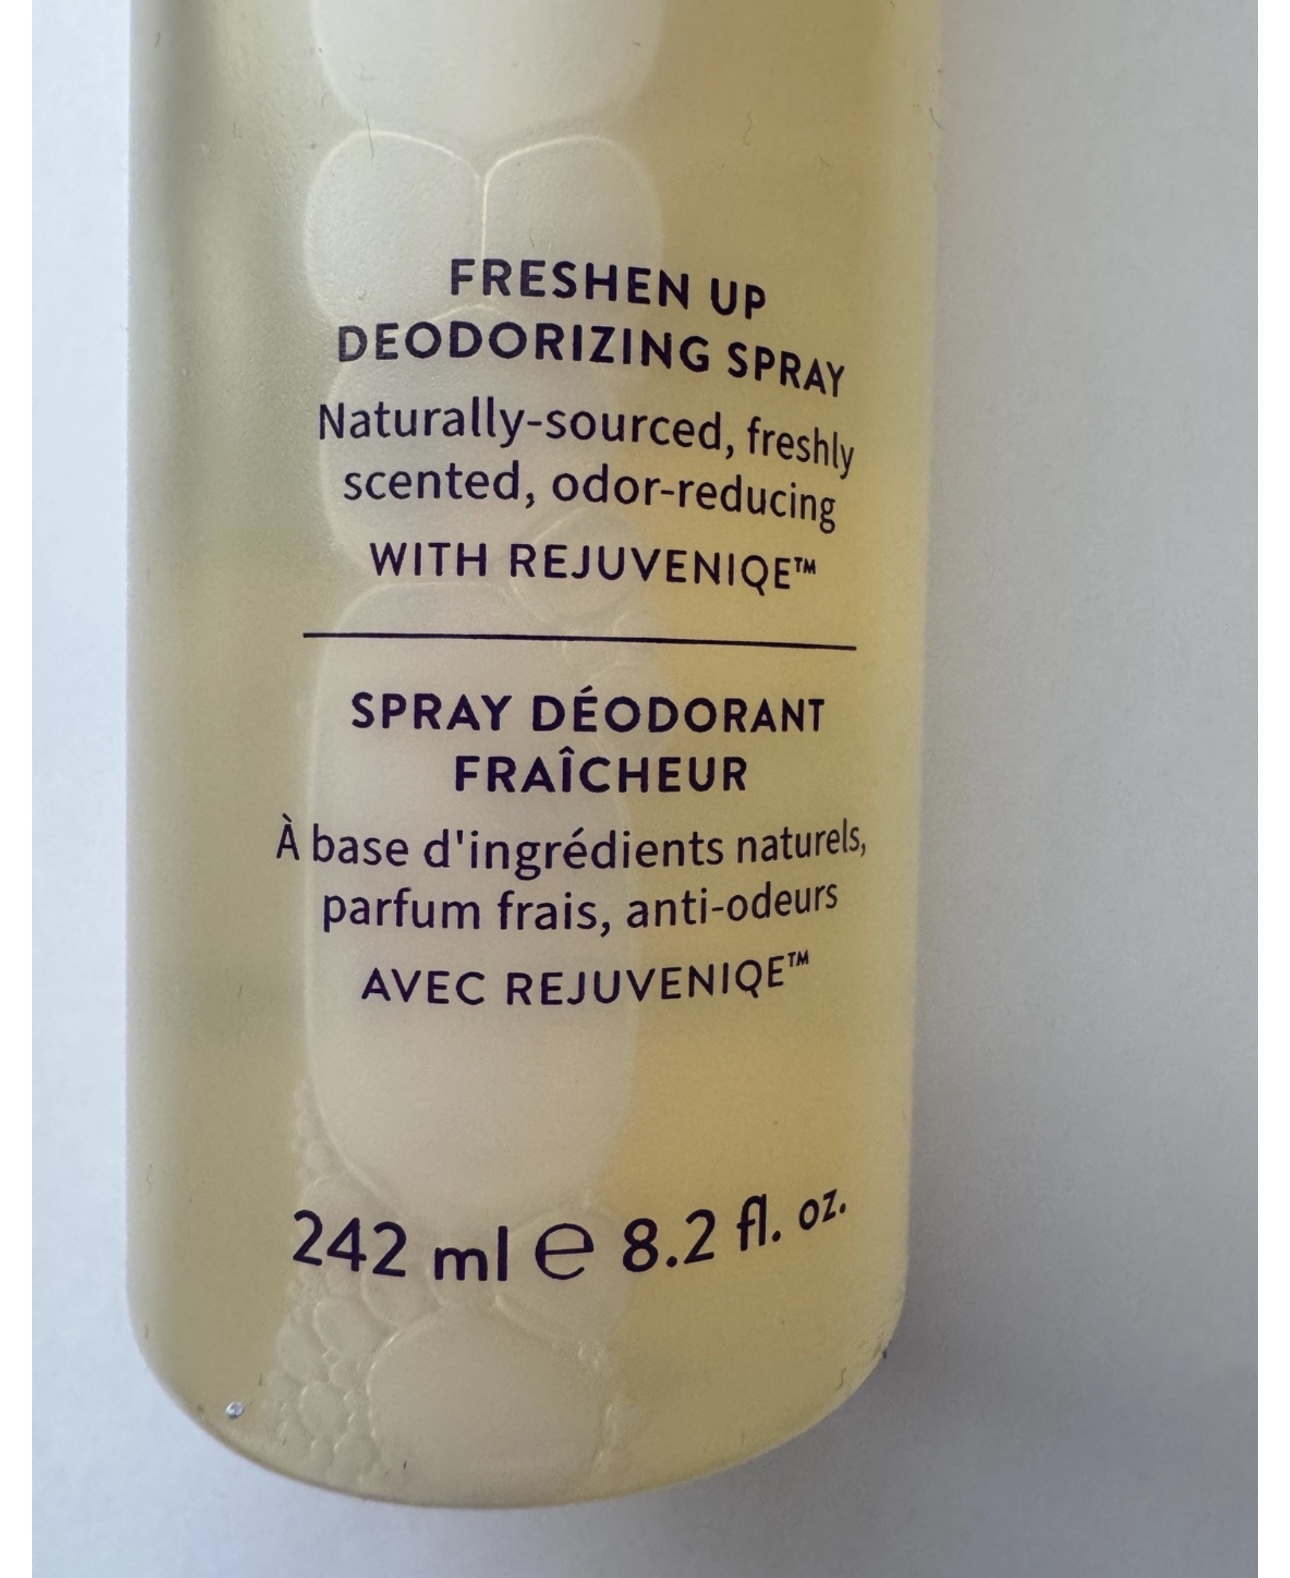 FRESHEN UP
DEODORIZING SPRAY
Naturally-sourced, freshly
scented, odor-reducing
WITH REJUVENIQE™
SPRAY DÉODORANT
FRAÎCHEUR
À base d'ingrédients naturels,
parfum frais, anti-odeurs
AVEC REJUVENIQE™
242 ml ℮ 8.2 fl. oz.